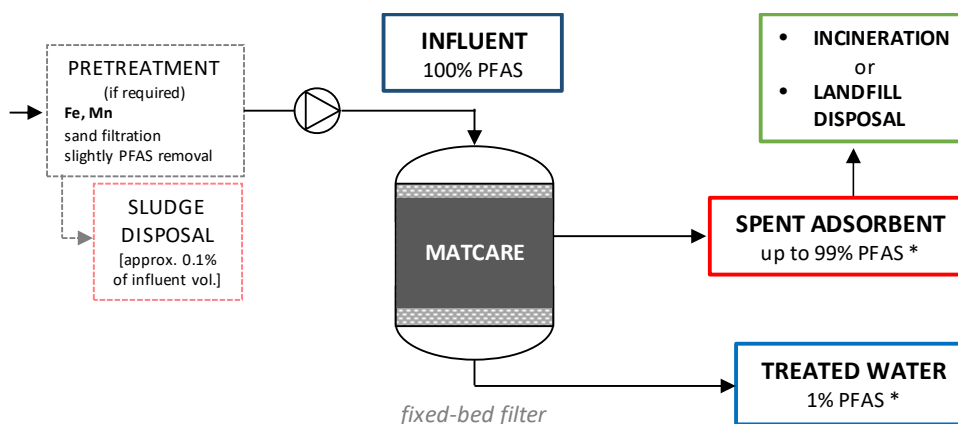 PRETREATMENT
(if required)
Fe, Mn
sand filtration
slightly PFAS removal
SLUDGE
DISPOSAL
[approx. 0.1%
of influent vol.]
INFLUENT
100% PFAS
MATCARE
fixed-bed filter
• INCINERATION
or
• LANDFILL
DISPOSAL
SPENT ADSORBENT
up to 99% PFAS *
TREATED WATER
1% PFAS *